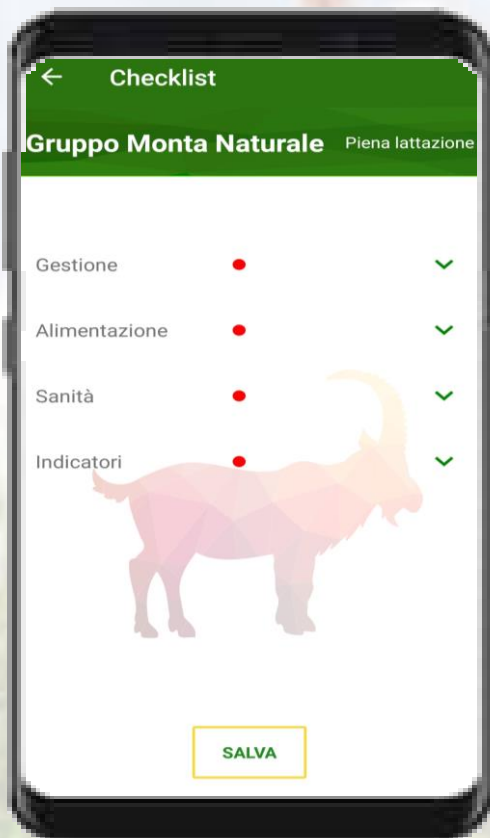 Checklist
Gruppo Monta Naturale Piena lattazione
Gestione
Alimentazione
Sanità
Indicatori
SALVA